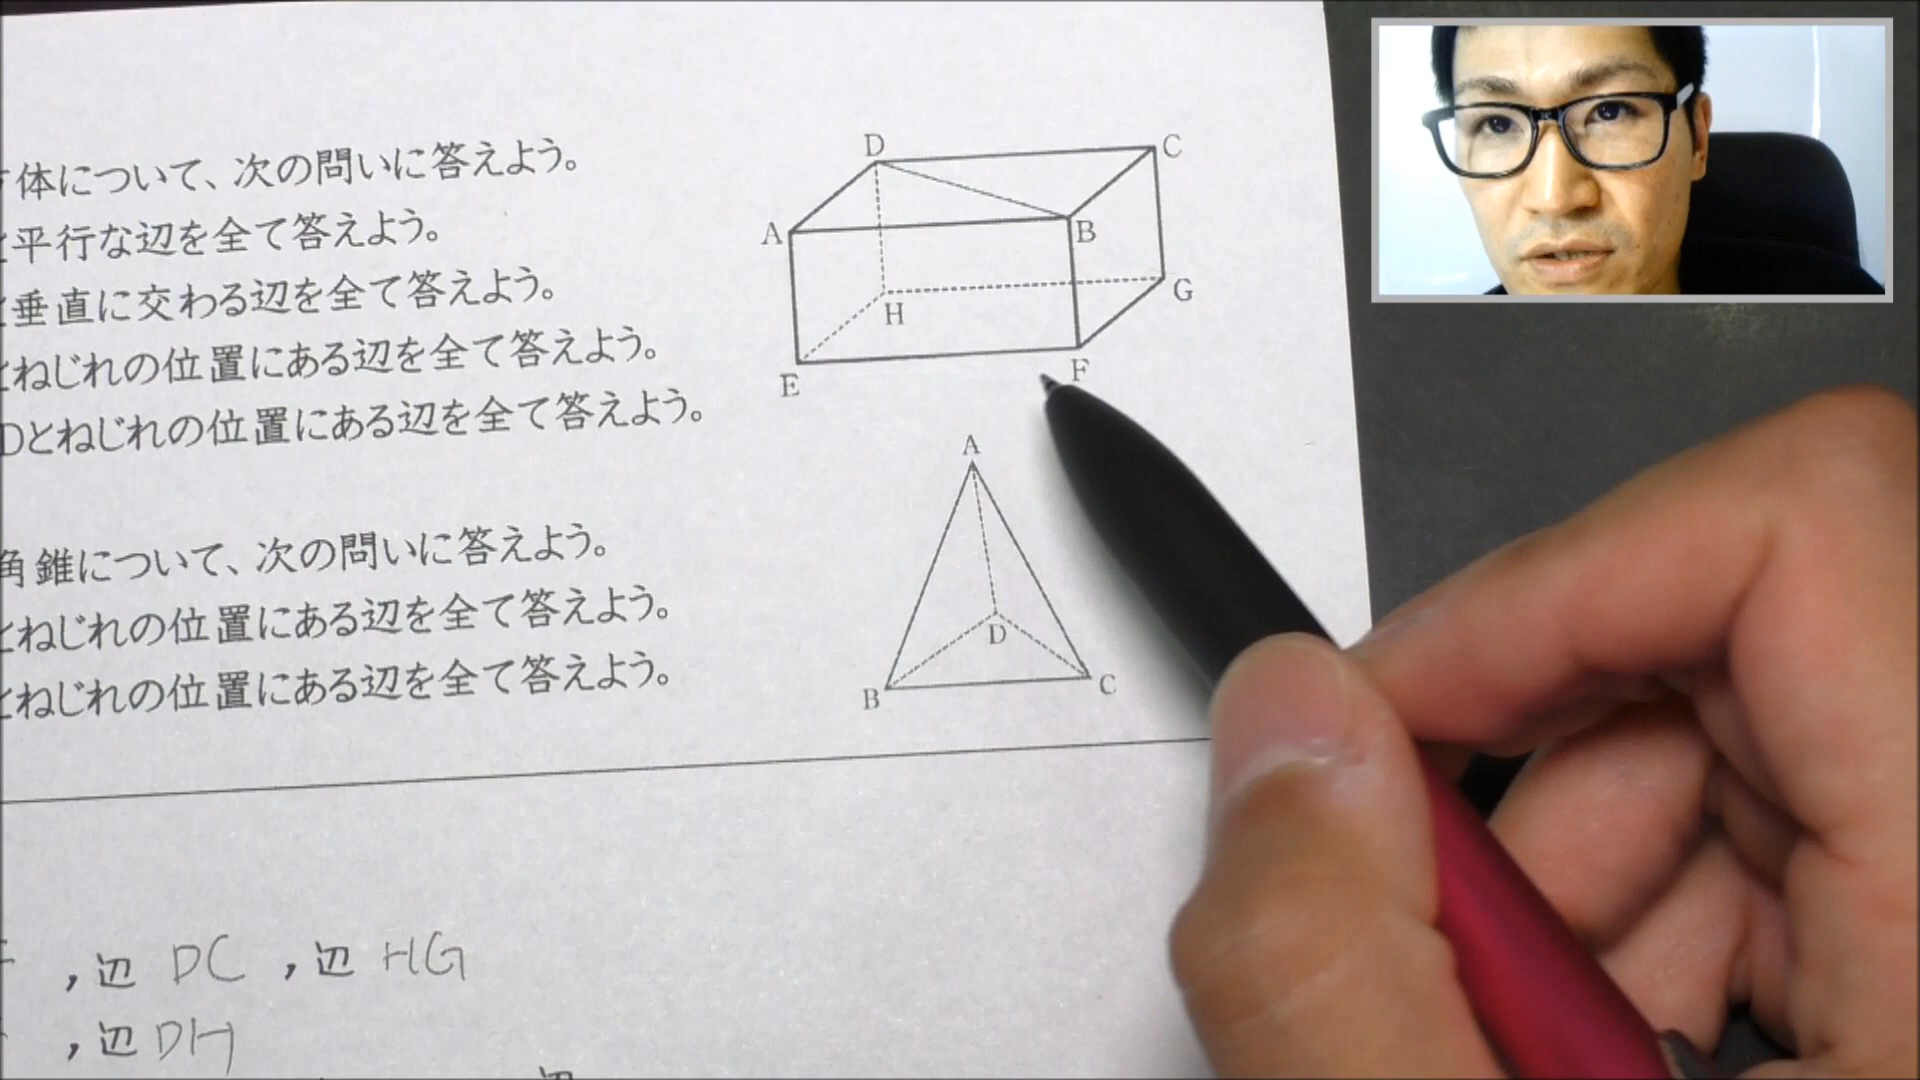 方体について、次の問いに答えよう。
と平行な辺を全て答えよう。
と垂直に交わる辺を全て答えよう。
とねじれの位置にある辺を全て答えよう。
Dとねじれの位置にある辺を全て答えよう。
D
C
A
B
H
G
E
F
角錐について、次の問いに答えよう。
とねじれの位置にある辺を全て答えよう。
とねじれの位置にある辺を全て答えよう。
A
D
B
C
,辺 DC ,辺 HG
,辺 DH